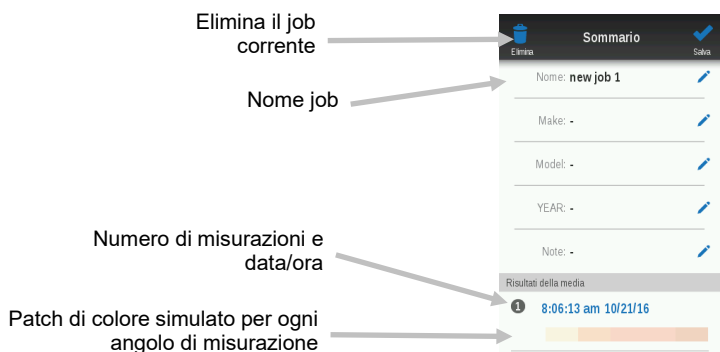 Elimina il job
corrente
Nome job
Numero di misurazioni e
data/ora
Patch di colore simulato per ogni
angolo di misurazione
Sommario
Elimina
Salva
Nome: new job 1
Make: -
Model: -
YEAR: -
Note: -
Risultati della media
1 8:06:13 am 10/21/16